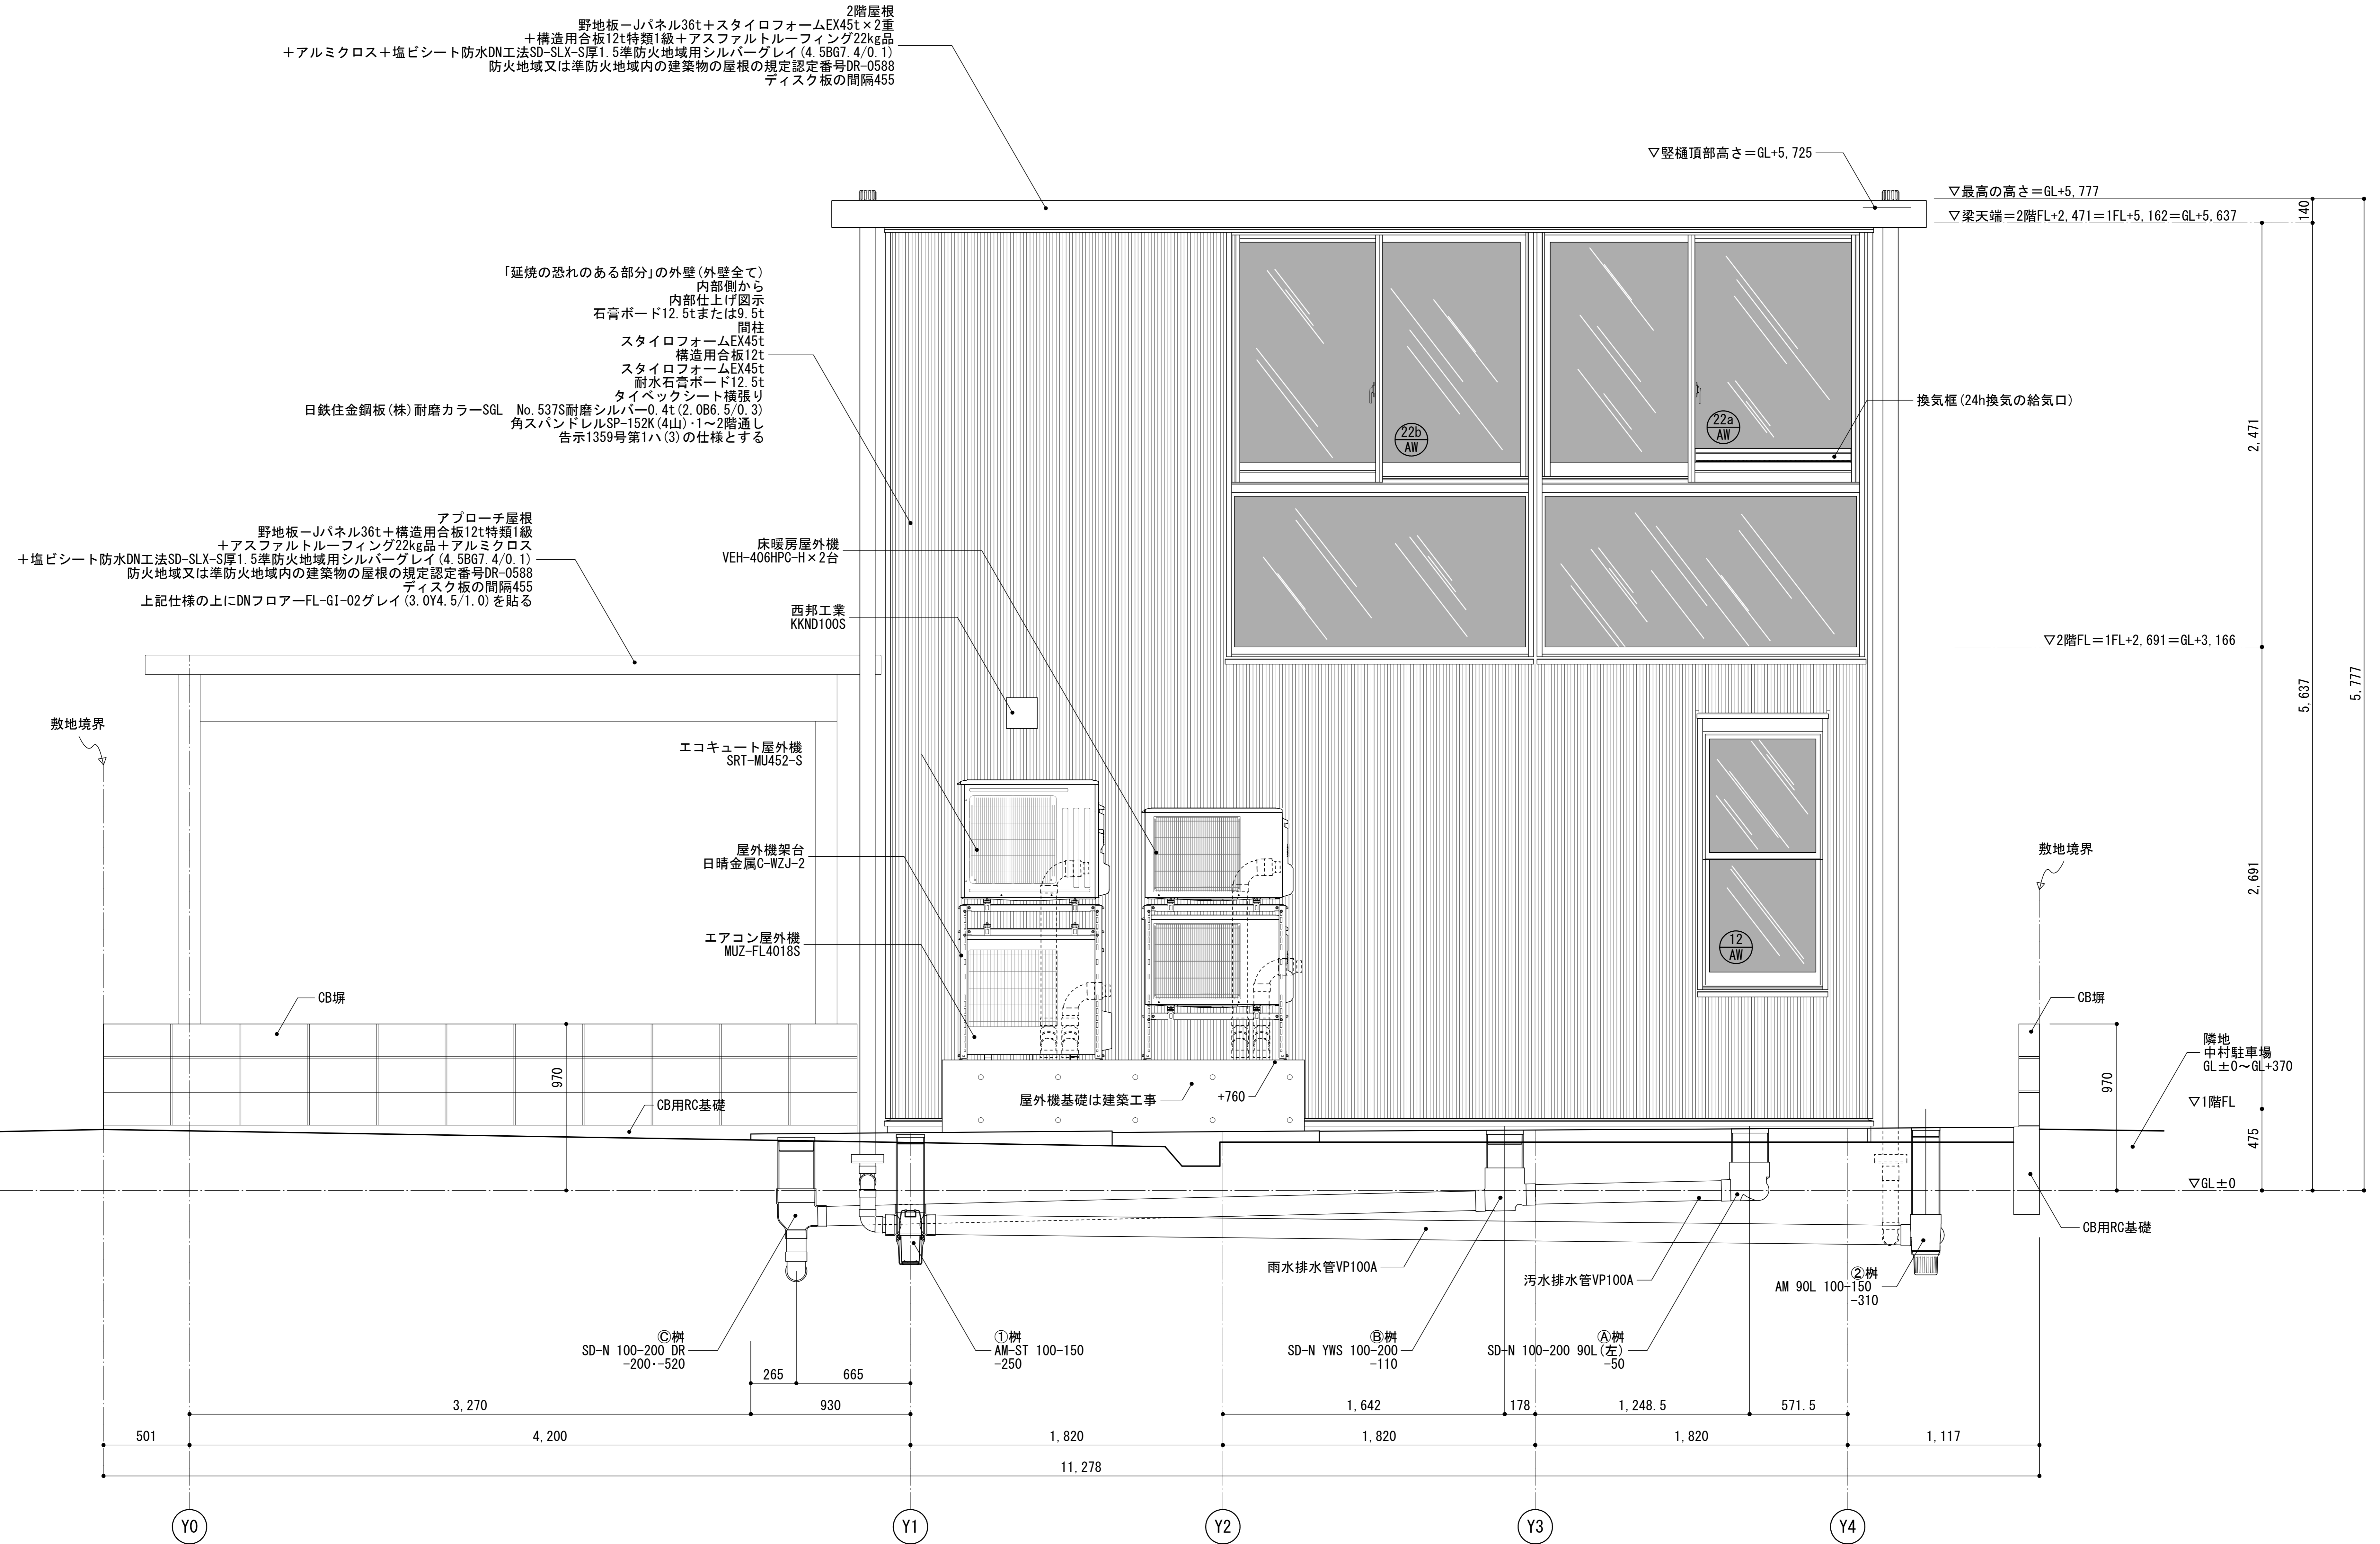 2階屋根
野地板－Jパネル36t＋スタイロフォームEX45t×2重
＋構造用合板12t特類1級＋アスファルトルーフィング22kg品
＋アルミクロス＋塩ビシート防水DN工法SD-SLX-S厚1.5準防火地域用シルバーグレイ(4.5BG7.4/0.1)
防火地域又は準防火地域内の建築物の屋根の規定認定番号DR-0588
ディスク板の間隔455
▽竪樋頂部高さ＝GL+5,725
▽最高の高さ＝GL+5,777
▽梁天端＝2階FL+2,471＝1FL+5,162＝GL+5,637
140
「延焼の恐れのある部分」の外壁(外壁全て)
内部側から
内部仕上げ図示
石膏ボード12.5tまたは9.5t
間柱
スタイロフォームEX45t
構造用合板12t
スタイロフォームEX45t
耐水石膏ボード12.5t
タイベックシート横張り
日鉄住金鋼板(株)耐磨カラーSGL　No.537S耐磨シルバー0.4t(2.0B6.5/0.3)
角スパンドレルSP-152K(4山)･1～2階通し
告示1359号第1ハ(3)の仕様とする
22b
AW
22a
AW
換気框(24h換気の給気口)
2,471
アプローチ屋根
野地板－Jパネル36t＋構造用合板12t特類1級
＋アスファルトルーフィング22kg品＋アルミクロス
＋塩ビシート防水DN工法SD-SLX-S厚1.5準防火地域用シルバーグレイ(4.5BG7.4/0.1)
防火地域又は準防火地域内の建築物の屋根の規定認定番号DR-0588
ディスク板の間隔455
上記仕様の上にDNフロアーFL-GI-02グレイ(3.0Y4.5/1.0)を貼る
床暖房屋外機
VEH-406HPC-H×2台
西邦工業
KKND100S
▽2階FL＝1FL+2,691＝GL+3,166
5,637
5,777
敷地境界
エコキュート屋外機
SRT-MU452-S
屋外機架台
日晴金属C-WZJ-2
エアコン屋外機
MUZ-FL4018S
敷地境界
2,691
12
AW
CB塀
CB塀
970
970
隣地
中村駐車場
GL±0～GL+370
CB用RC基礎
屋外機基礎は建築工事
+760
▽1階FL
475
▽GL±0
CB用RC基礎
雨水排水管VP100A
汚水排水管VP100A
②桝
AM 90L 100-150
-310
Ⓒ桝
SD-N 100-200 DR
-200･-520
①桝
AM-ST 100-150
-250
Ⓑ桝
SD-N YWS 100-200
-110
Ⓐ桝
SD-N 100-200 90L(左)
-50
265
665
3,270
930
1,642
178
1,248.5
571.5
501
4,200
1,820
1,820
1,820
1,117
11,278
Y0
Y1
Y2
Y3
Y4